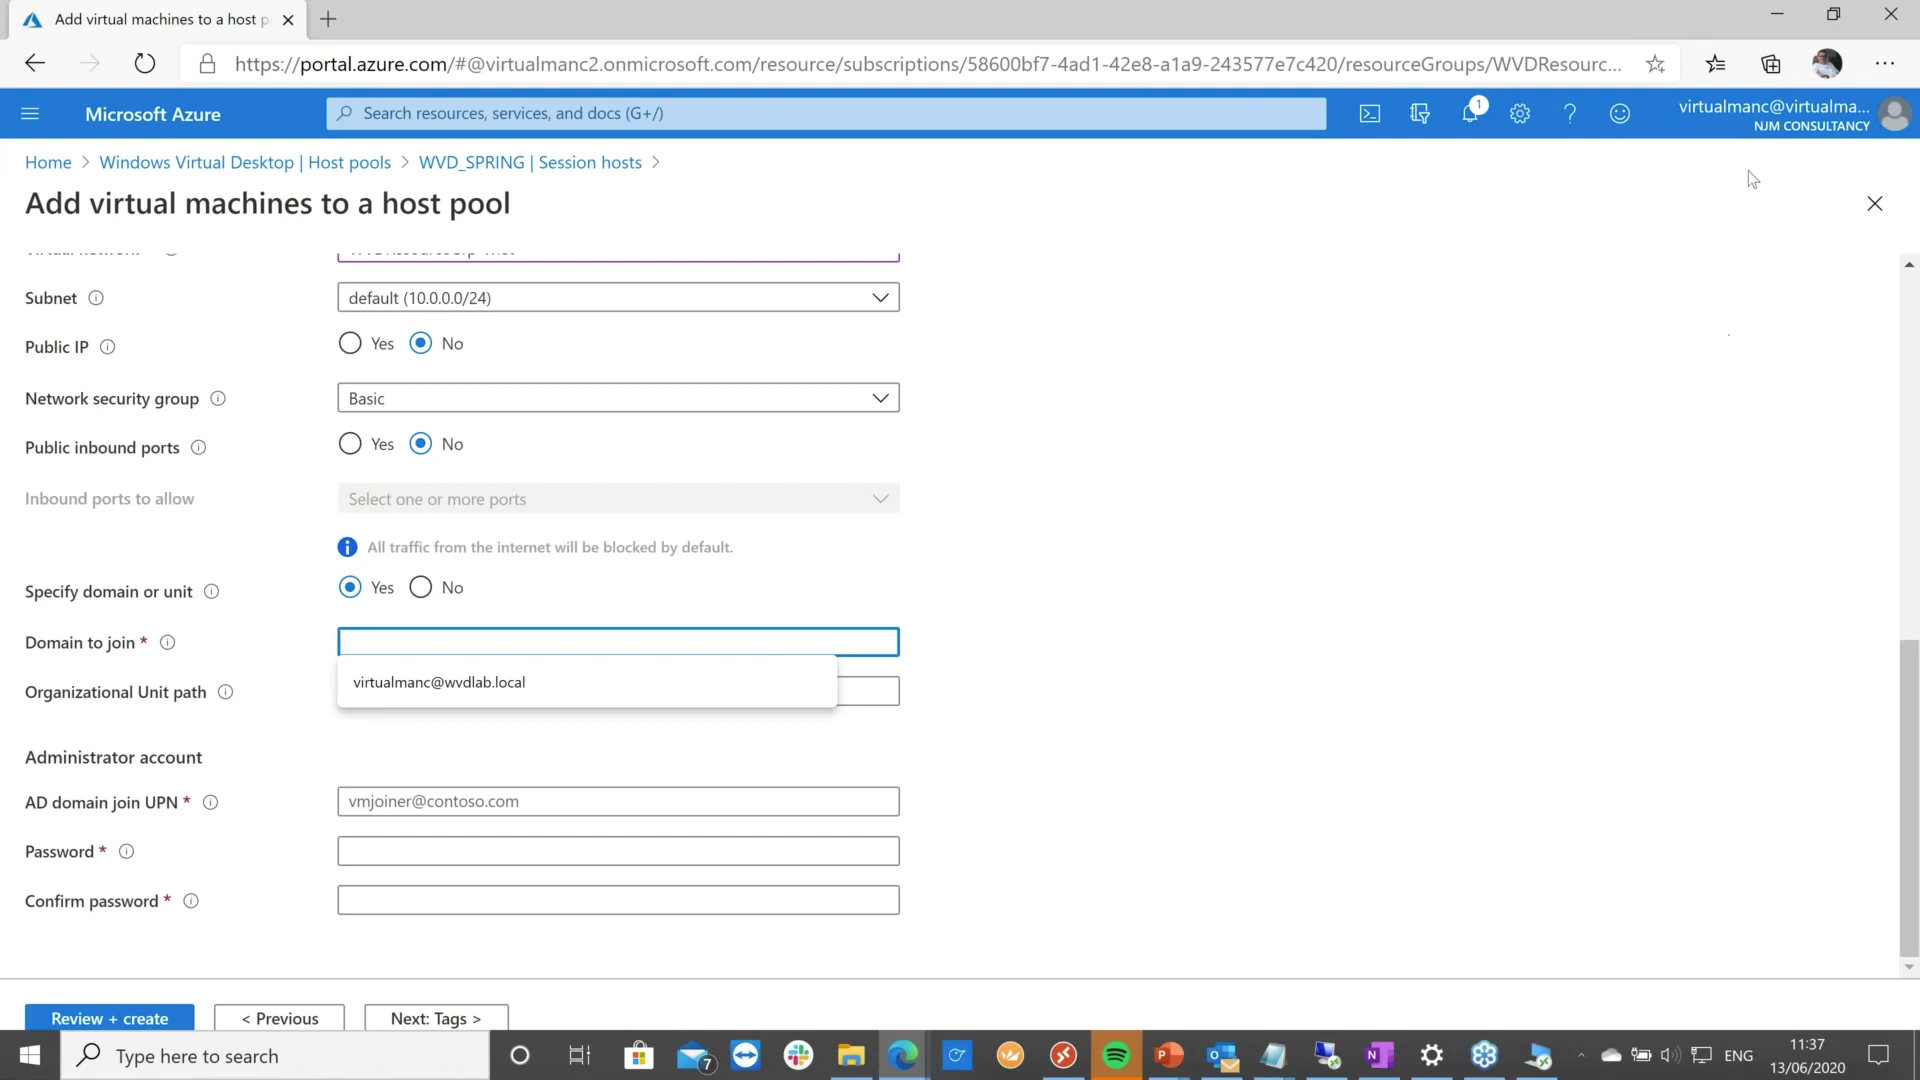 Add virtual machines to a host p
https://portal.azure.com/#@virtualmanc2.onmicrosoft.com/resource/subscriptions/58600bf7-4ad1-42e8-a1a9-243577e7c420/resourceGroups/WVDResourc...
Microsoft Azure
Search resources, services, and docs (G+/)
1
virtualmanc@virtualma...
NJM CONSULTANCY
Home > Windows Virtual Desktop | Host pools > WVD_SPRING | Session hosts >
Add virtual machines to a host pool
Subnet
default (10.0.0.0/24)
Public IP
Yes No
Network security group
Basic
Public inbound ports
Yes No
Inbound ports to allow
Select one or more ports
All traffic from the internet will be blocked by default.
Specify domain or unit
Yes No
Domain to join *
virtualmanc@wvdlab.local
Organizational Unit path
Administrator account
AD domain join UPN *
vmjoiner@contoso.com
Password *
Confirm password *
Review + create
< Previous
Next: Tags >
Type here to search
7
ENG
11:37
13/06/2020